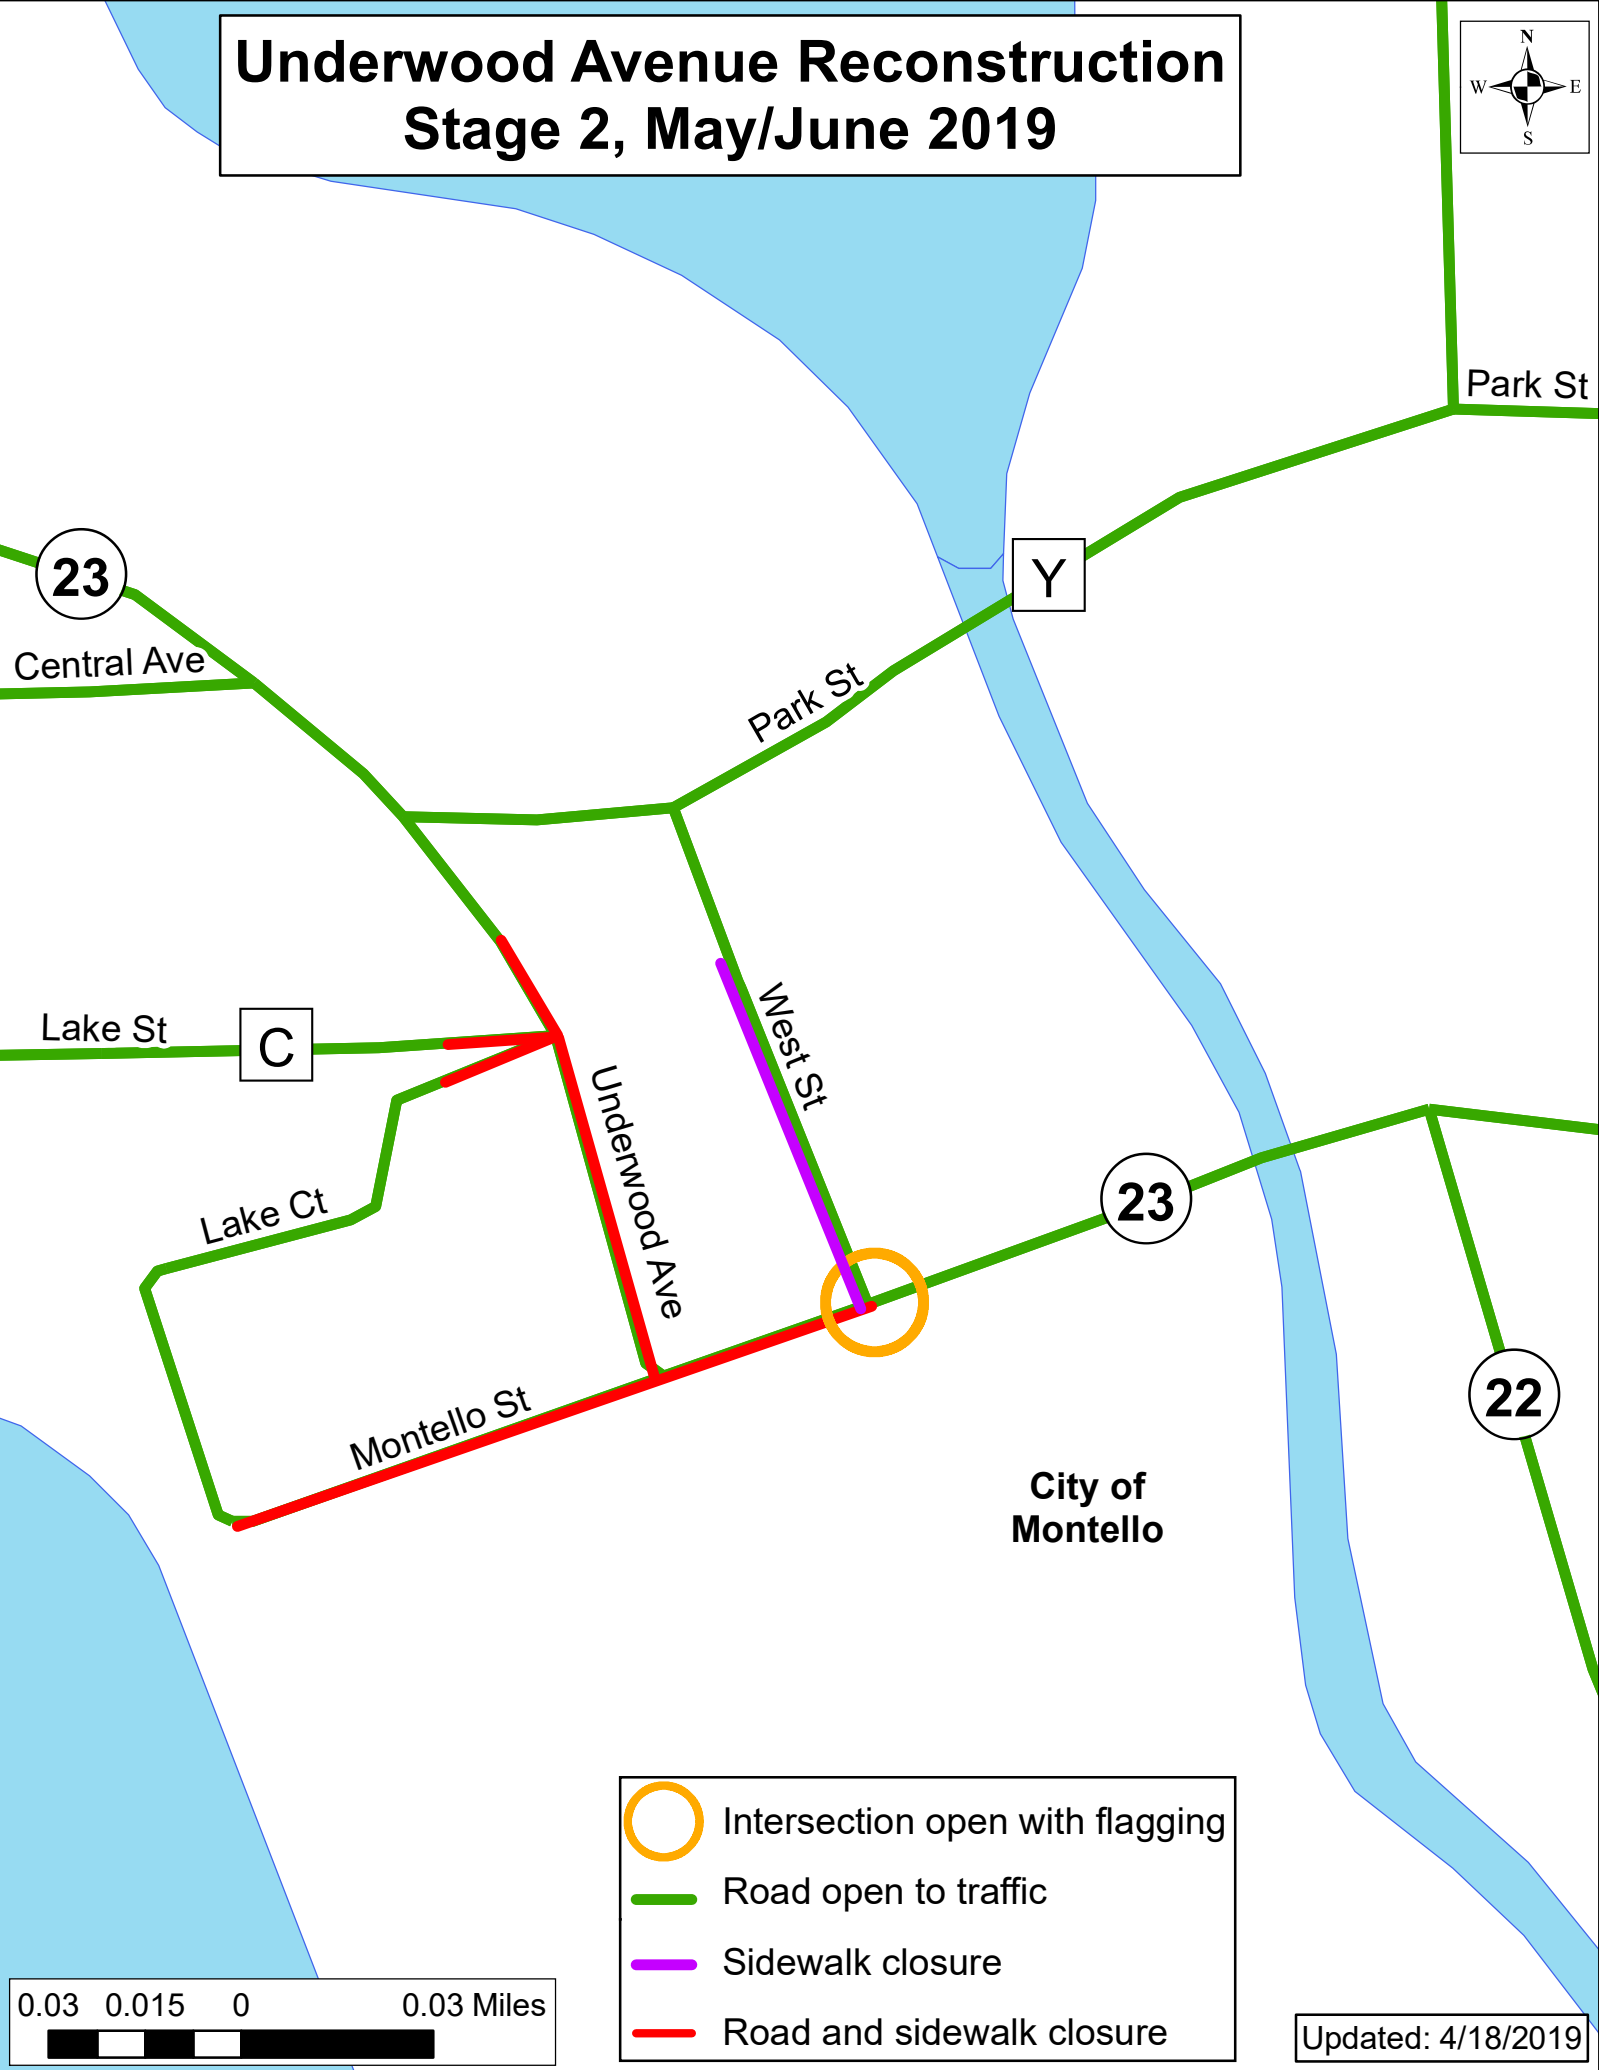 Underwood Avenue Reconstruction
Stage 2, May/June 2019
N
W E
S
Park St
23
Y
Central Ave
Park St
West St
Lake St
C
Underwood Ave
23
Lake Ct
22
Montello St
City of
Montello
Intersection open with flagging
Road open to traffic
Sidewalk closure
Road and sidewalk closure
0.03 0.015 0 0.03 Miles
Updated: 4/18/2019